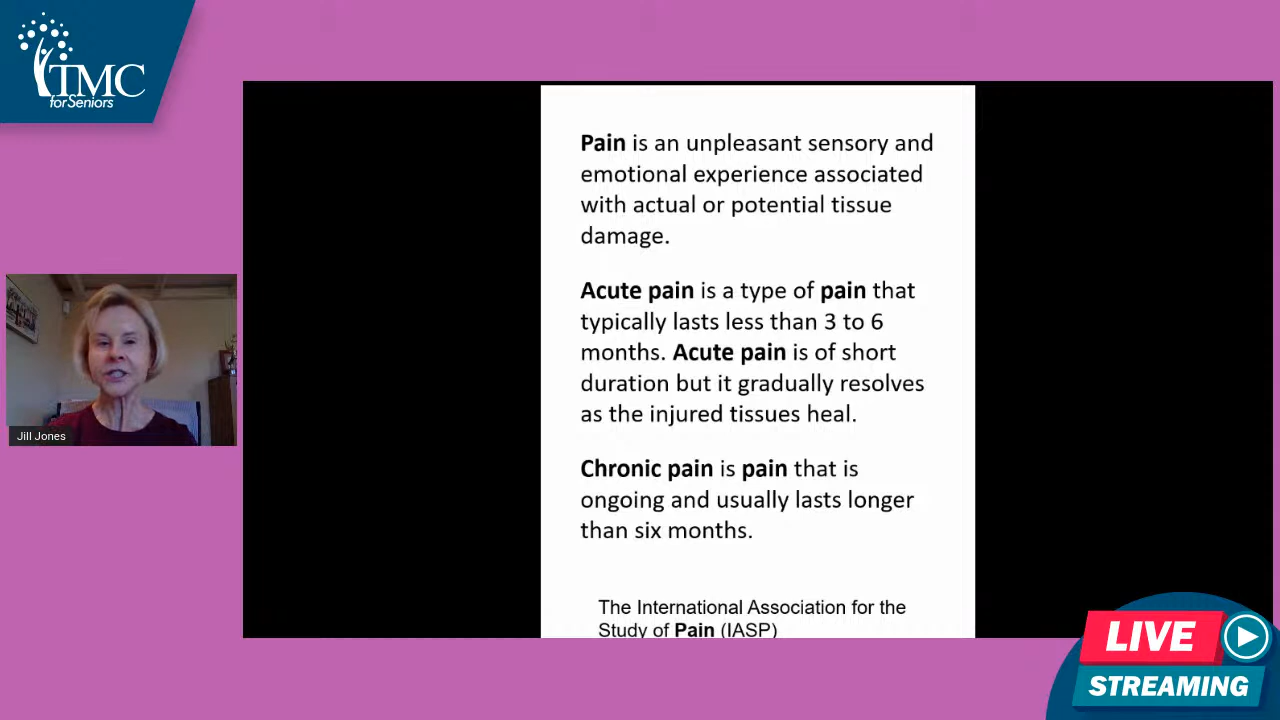 TMC
for Seniors
Pain is an unpleasant sensory and
emotional experience associated
with actual or potential tissue
damage.
Acute pain is a type of pain that
typically lasts less than 3 to 6
months. Acute pain is of short
duration but it gradually resolves
as the injured tissues heal.
Chronic pain is pain that is
ongoing and usually lasts longer
than six months.
The International Association for the
Study of Pain (IASP)
Jill Jones
LIVE
STREAMING